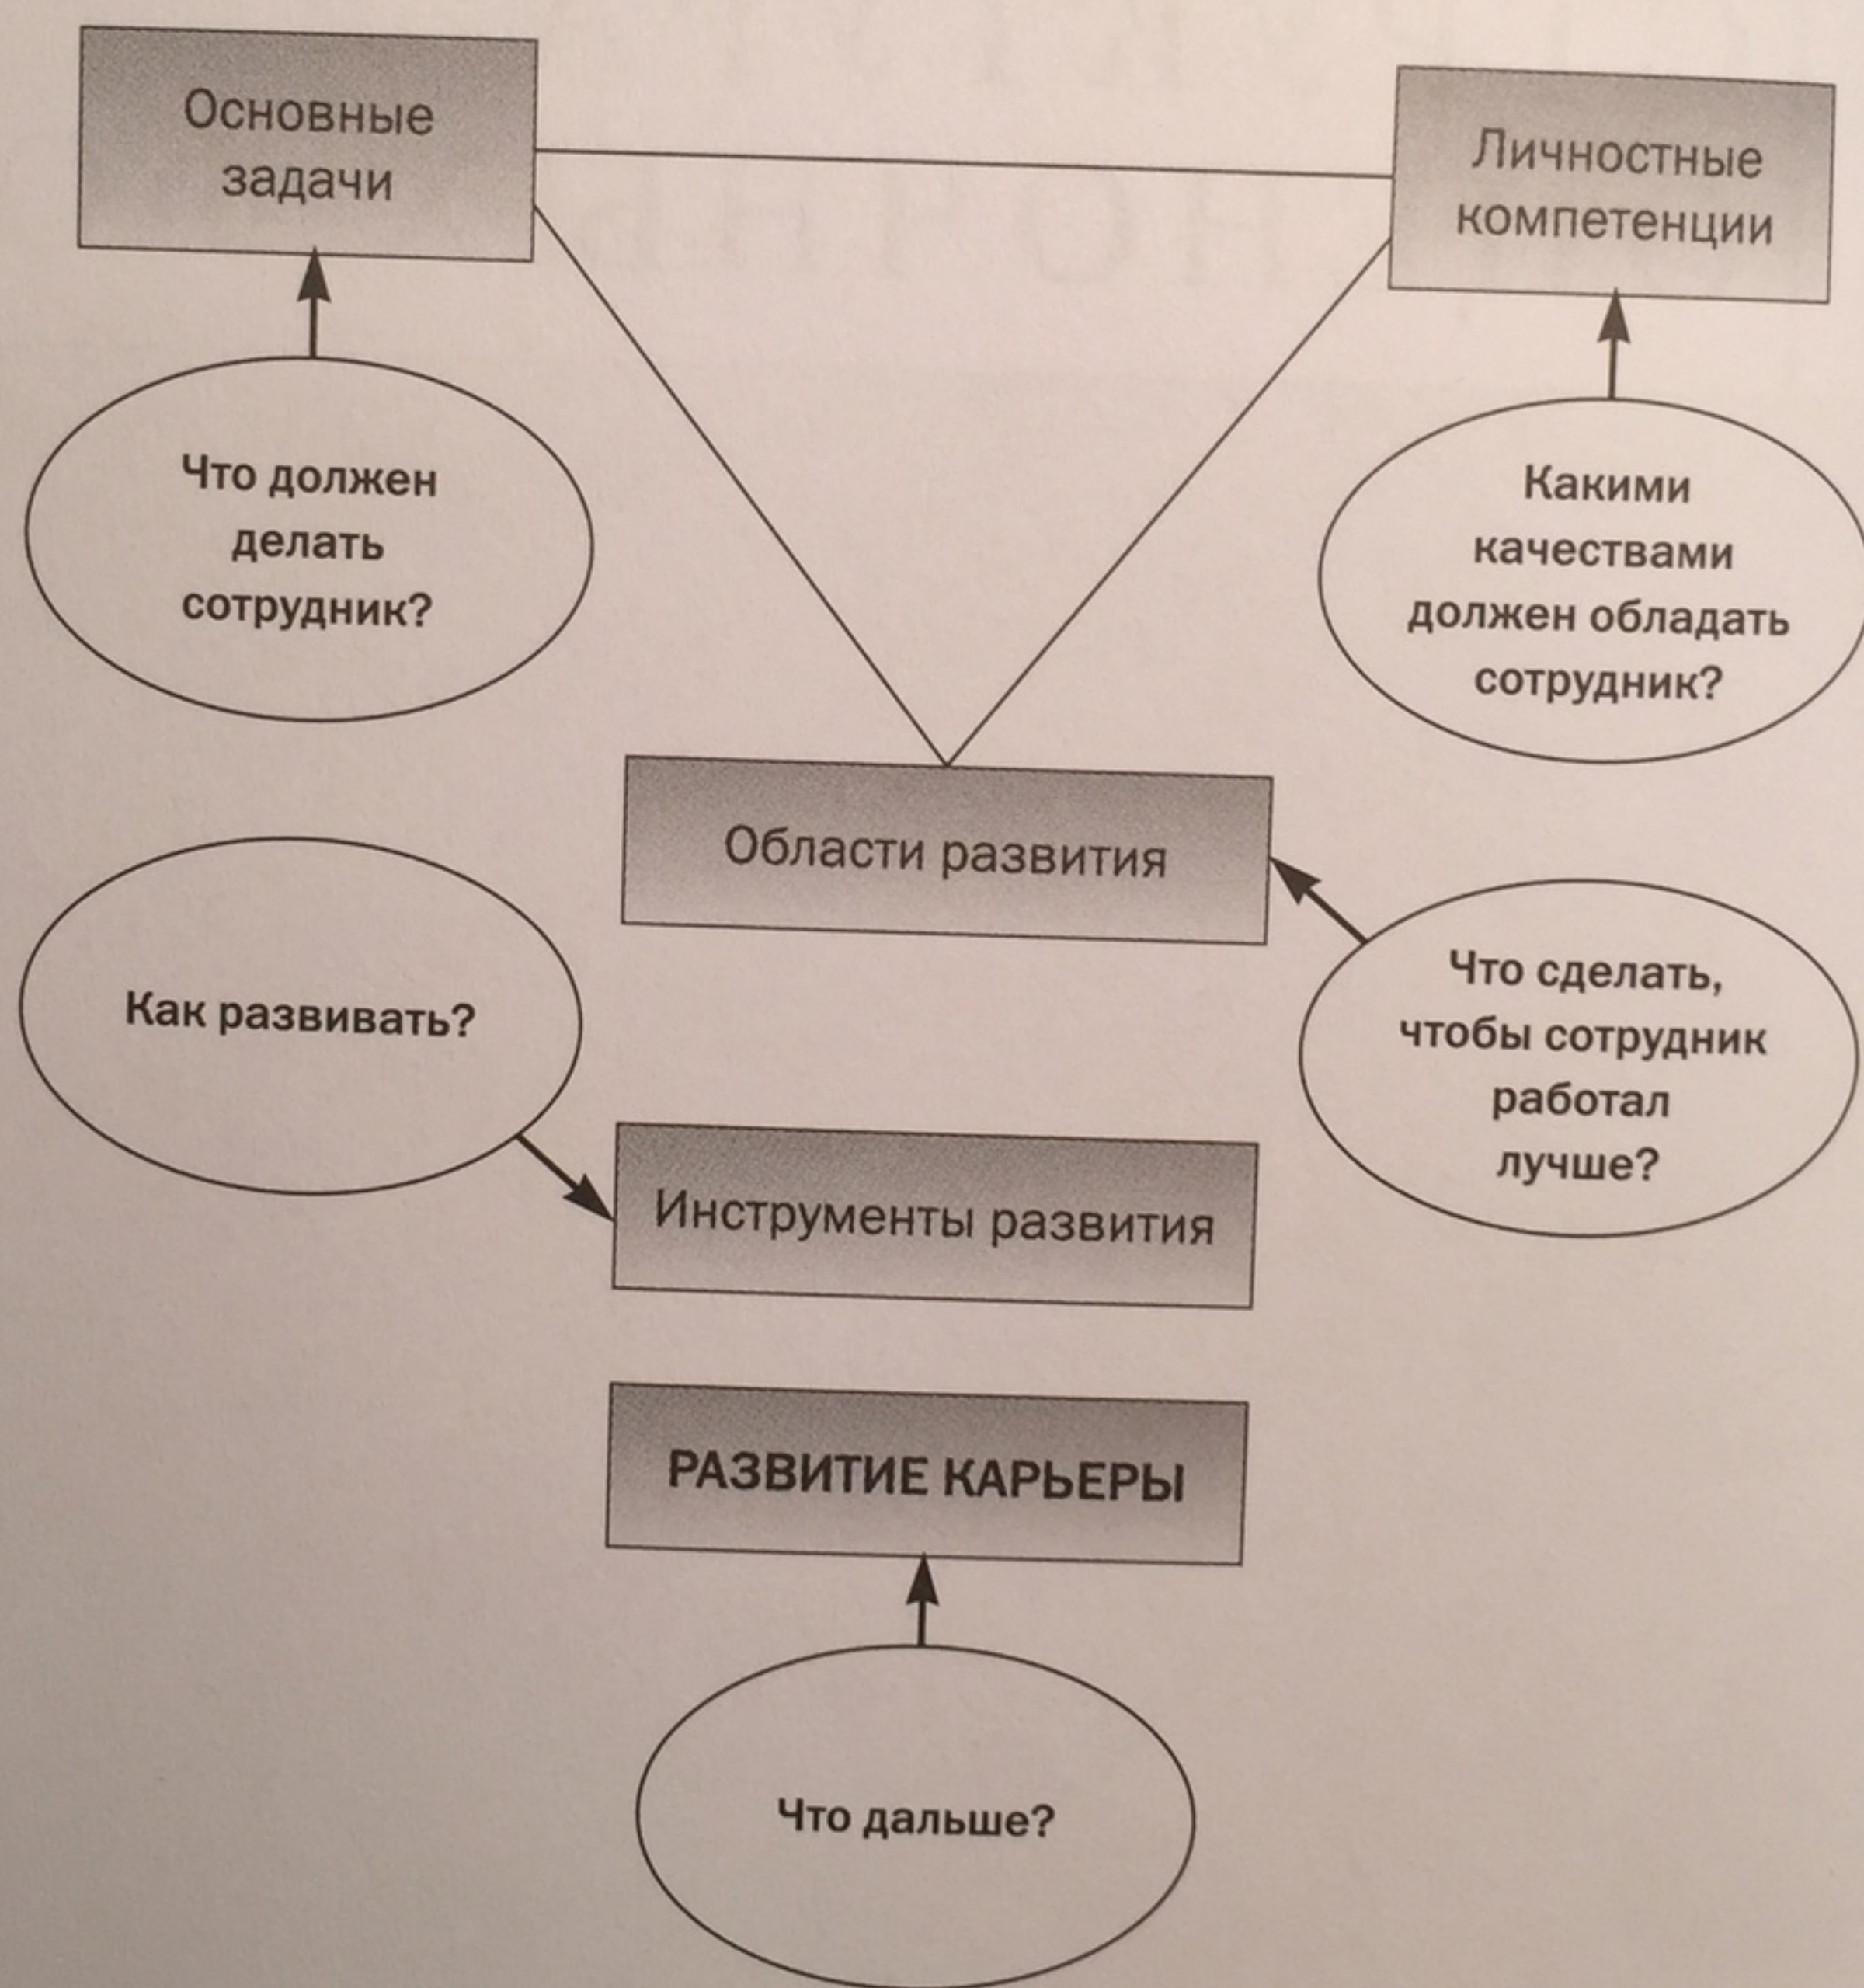 Основные
задачи
Личностные
компетенции
Что должен
делать
сотрудник?
Какими
качествами
должен обладать
сотрудник?
Области развития
Как развивать?
Что сделать,
чтобы сотрудник
работал
лучше?
Инструменты развития
РАЗВИТИЕ КАРЬЕРЫ
Что дальше?